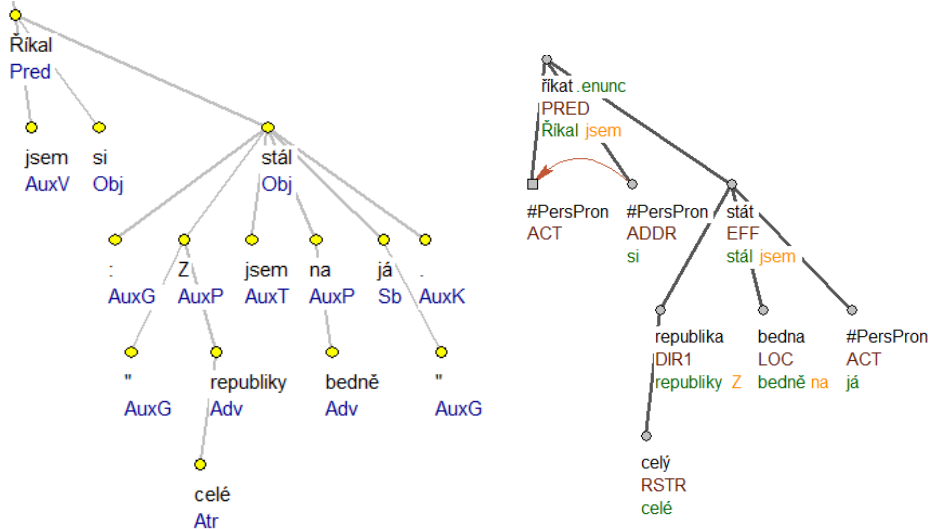 Říkal
Pred
jsem si stál
AuxV Obj Obj
: Z jsem na já .
AuxG AuxP AuxT AuxP Sb AuxK
" republiky bedně "
AuxG Adv Adv AuxG
celé
Atr
říkat .enunc
PRED
Říkal jsem
#PersPron #PersPron stát
ACT ADDR EFF
si stál jsem
republika bedna #PersPron
DIR1 LOC ACT
republiky Z bedně na já
celý
RSTR
celé